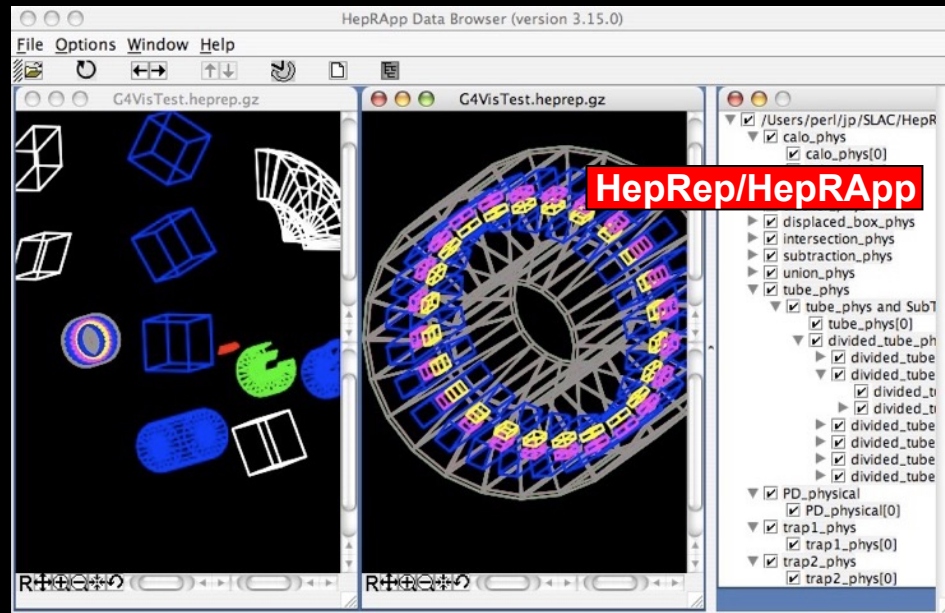 HepRApp Data Browser (version 3.15.0)
File Options Window Help
G4VisTest.heprep.gz
G4VisTest.heprep.gz
/Users/perl/jp/SLAC/HepR
calo_phys
calo_phys[0]
HepRep/HepRApp
displaced_box_phys
intersection_phys
subtraction_phys
union_phys
tube_phys
tube_phys and SubT
tube_phys[0]
divided_tube_ph
divided_tube
divided_tube
divided_t
divided_t
divided_tube
divided_tube
divided_tube
divided_tube
PD_physical
PD_physical[0]
trap1_phys
trap1_phys[0]
trap2_phys
trap2_phys[0]
R
R